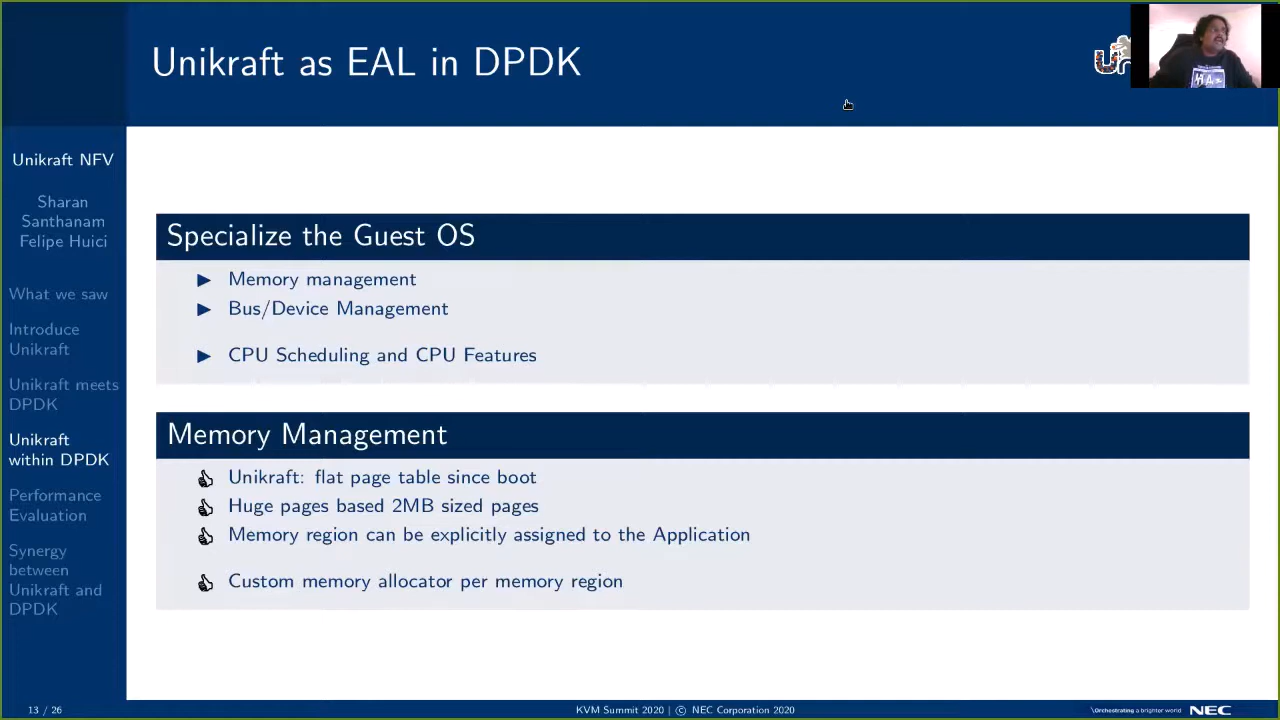 Unikraft as EAL in DPDK
Unikraft NFV
Sharan
Santhanam
Felipe Huici
What we saw
Introduce
Unikraft
Unikraft meets
DPDK
Unikraft
within DPDK
Performance
Evaluation
Synergy
between
Unikraft and
DPDK
Specialize the Guest OS
Memory management
Bus/Device Management
CPU Scheduling and CPU Features
Memory Management
Unikraft: flat page table since boot
Huge pages based 2MB sized pages
Memory region can be explicitly assigned to the Application
Custom memory allocator per memory region
13 / 26
KVM Summit 2020 | © NEC Corporation 2020
\Orchestrating a brighter world NEC